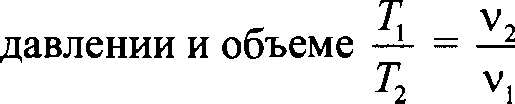 давлении и объеме T₁/T₂ = ν₂/ν₁